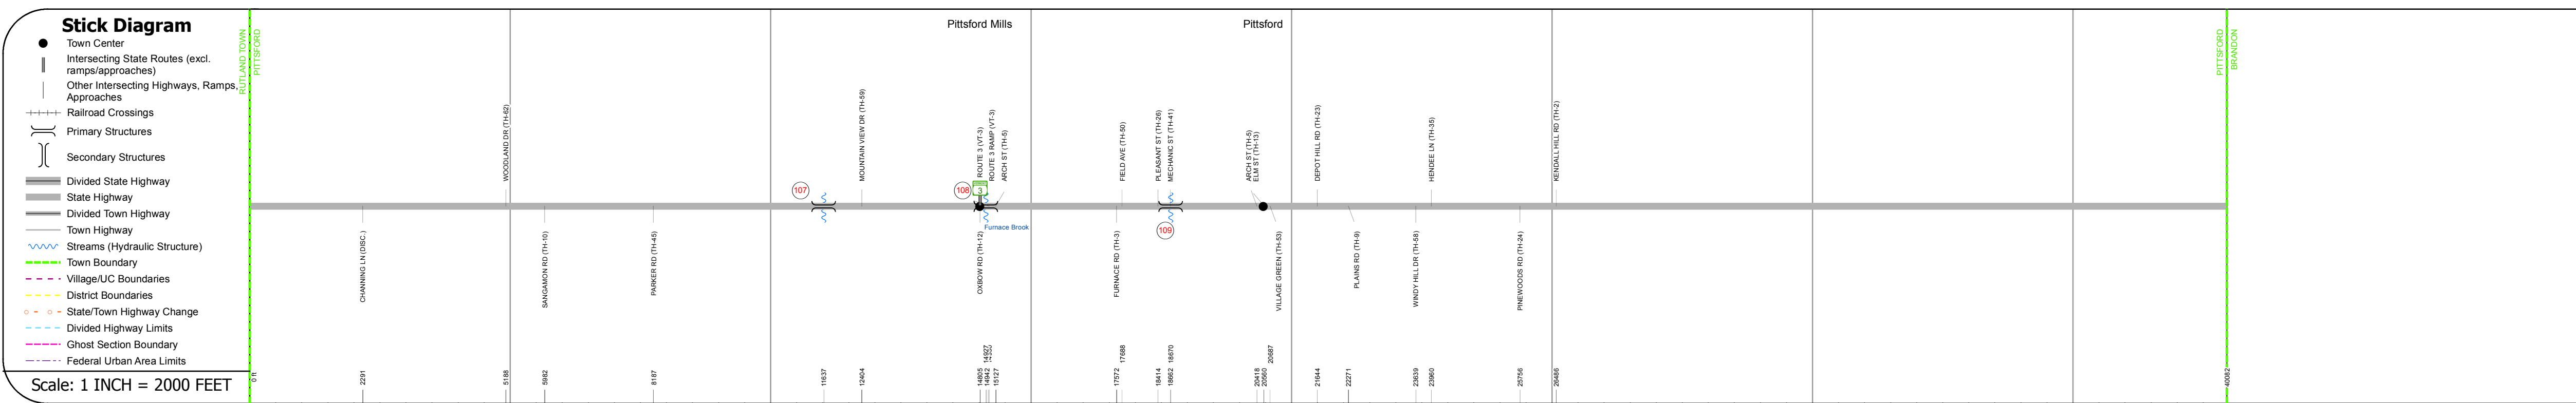 Stick Diagram
Town Center
Intersecting State Routes (excl.
ramps/approaches)
Other Intersecting Highways, Ramps,
Approaches
Railroad Crossings
Primary Structures
Secondary Structures
Divided State Highway
State Highway
Divided Town Highway
Town Highway
Streams (Hydraulic Structure)
Town Boundary
Village/UC Boundaries
District Boundaries
State/Town Highway Change
Divided Highway Limits
Ghost Section Boundary
Federal Urban Area Limits
Scale: 1 INCH = 2000 FEET
Pittsford Mills
Pittsford
RUTLAND TOWN
PITTSFORD
PITTSFORD
BRANDON
WOODLAND DR (TH-62)
MOUNTAIN VIEW DR (TH-59)
ROUTE 3 (VT-3)
ROUTE 3 RAMP (VT-3)
ARCH ST (TH-5)
FIELD AVE (TH-50)
PLEASANT ST (TH-26)
MECHANIC ST (TH-41)
ARCH ST (TH-5)
ELM ST (TH-13)
DEPOT HILL RD (TH-23)
HENDEE LN (TH-35)
KENDALL HILL RD (TH-2)
107
108
3
109
Furnace Brook
CHANNING LN (DISC.)
SANGAMON RD (TH-10)
PARKER RD (TH-45)
OXBOW RD (TH-12)
FURNACE RD (TH-3)
VILLAGE GREEN (TH-53)
PLAINS RD (TH-9)
WINDY HILL DR (TH-58)
PINEWOODS RD (TH-24)
0 ft
2291
5188
5982
8187
11637
12404
14805
14927
14942
15127
17572
17688
18414
18662
18670
20418
20560
20687
21644
22271
23639
23960
25756
26486
40082